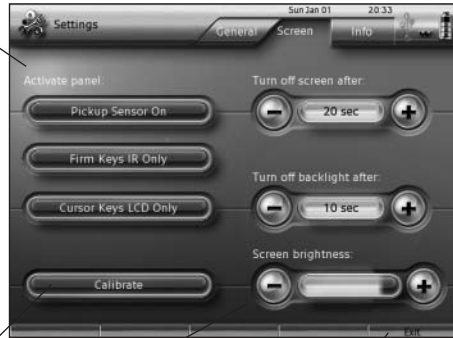 Sun Jan 01 20:33
Settings
General Screen Info
Activate panel:
Pickup Sensor On
Firm Keys IR Only
Cursor Keys LCD Only
Calibrate
Turn off screen after:
20 sec
Turn off backlight after:
10 sec
Screen brightness:
Exit